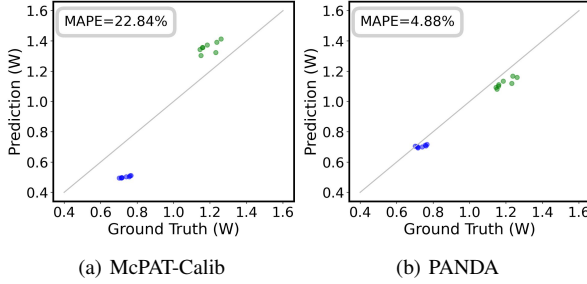 MAPE=22.84%
Prediction (W)
1.6
1.4
1.2
1.0
0.8
0.6
0.4
0.4 0.6 0.8 1.0 1.2 1.4 1.6
Ground Truth (W)
(a) McPAT-Calib
MAPE=4.88%
Prediction (W)
1.6
1.4
1.2
1.0
0.8
0.6
0.4
0.4 0.6 0.8 1.0 1.2 1.4 1.6
Ground Truth (W)
(b) PANDA